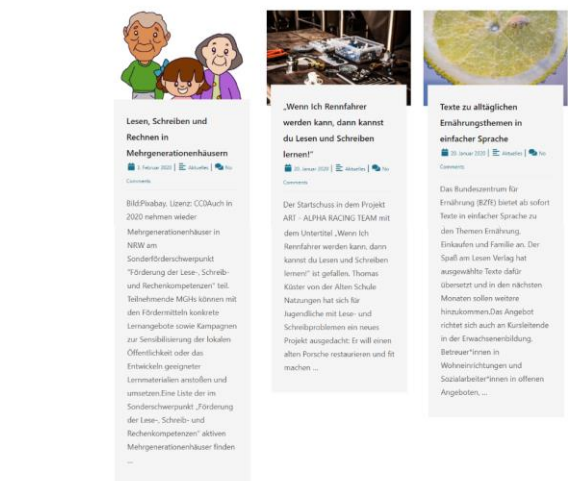 Lesen, Schreiben und
Rechnen in
Mehrgenerationenhäusern
3. Februar 2020 | Aktuelles | No
Comments
Bild:Pixabay, Lizenz: CC0Auch in
2020 nehmen wieder
Mehrgenerationenhäuser in
NRW am
Sonderförderschwerpunkt
"Förderung der Lese-, Schreib-
und Rechenkompetenzen" teil.
Teilnehmende MGHs können mit
den Fördermitteln konkrete
Lernangebote sowie Kampagnen
zur Sensibilisierung der lokalen
Öffentlichkeit oder das
Entwickeln geeigneter
Lernmaterialien anstoßen und
umsetzen.Eine Liste der im
Sonderschwerpunkt „Förderung
der Lese-, Schreib- und
Rechenkompetenzen" aktiven
Mehrgenerationenhäuser finden
...
„Wenn Ich Rennfahrer
werden kann, dann kannst
du Lesen und Schreiben
lernen!"
20. Januar 2020 | Aktuelles | No
Comments
Der Startschuss in dem Projekt
ART - ALPHA RACING TEAM mit
dem Untertitel „Wenn Ich
Rennfahrer werden kann, dann
kannst du Lesen und Schreiben
lernen!" ist gefallen. Thomas
Küster von der Alten Schule
Natzungen hat sich für
Jugendliche mit Lese- und
Schreibproblemen ein neues
Projekt ausgedacht: Er will einen
alten Porsche restaurieren und fit
machen ...
Texte zu alltäglichen
Ernährungsthemen in
einfacher Sprache
20. Januar 2020 | Aktuelles | No
Comments
Das Bundeszentrum für
Ernährung (BZfE) bietet ab sofort
Texte in einfacher Sprache zu
den Themen Ernährung,
Einkaufen und Familie an. Der
Spaß am Lesen Verlag hat
ausgewählte Texte dafür
übersetzt und in den nächsten
Monaten sollen weitere
hinzukommen.Das Angebot
richtet sich auch an Kursleitende
in der Erwachsenenbildung,
Betreuer*innen in
Wohneinrichtungen und
Sozialarbeiter*innen in offenen
Angeboten, ...